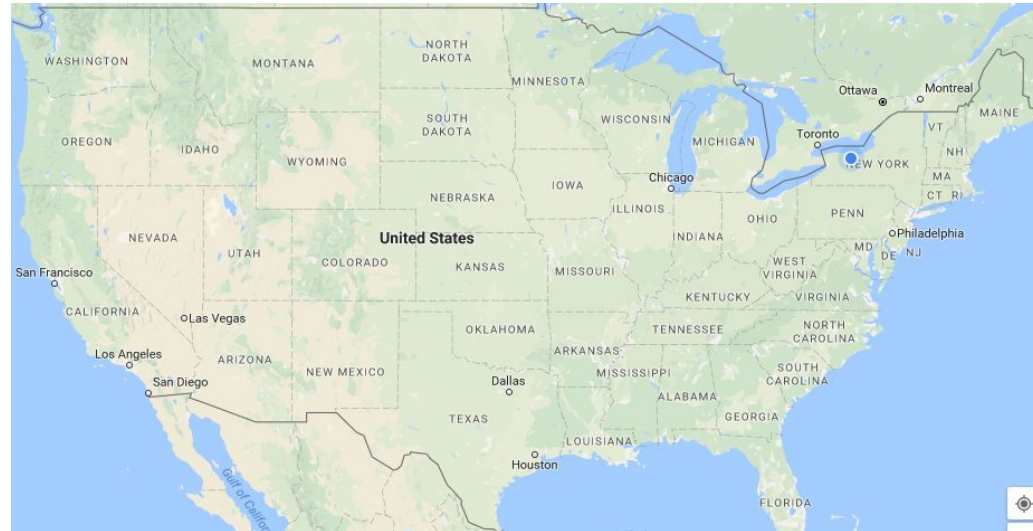 NORTH
DAKOTA
WASHINGTON
MONTANA
MINNESOTA
Ottawa
Montreal
MAINE
SOUTH
DAKOTA
WISCONSIN
MICHIGAN
Toronto
VT
NH
OREGON
IDAHO
WYOMING
NEW YORK
MA
CT
RI
Chicago
IOWA
NEBRASKA
ILLINOIS
INDIANA
OHIO
PENN
Philadelphia
NEVADA
UTAH
COLORADO
United States
KANSAS
MISSOURI
WEST
VIRGINIA
MD
DE
NJ
San Francisco
CALIFORNIA
Las Vegas
KENTUCKY
VIRGINIA
OKLAHOMA
TENNESSEE
NORTH
CAROLINA
Los Angeles
ARIZONA
NEW MEXICO
ARKANSAS
MISSISSIPPI
SOUTH
CAROLINA
San Diego
Dallas
ALABAMA
TEXAS
GEORGIA
LOUISIANA
Houston
Gulf of Califor
FLORIDA